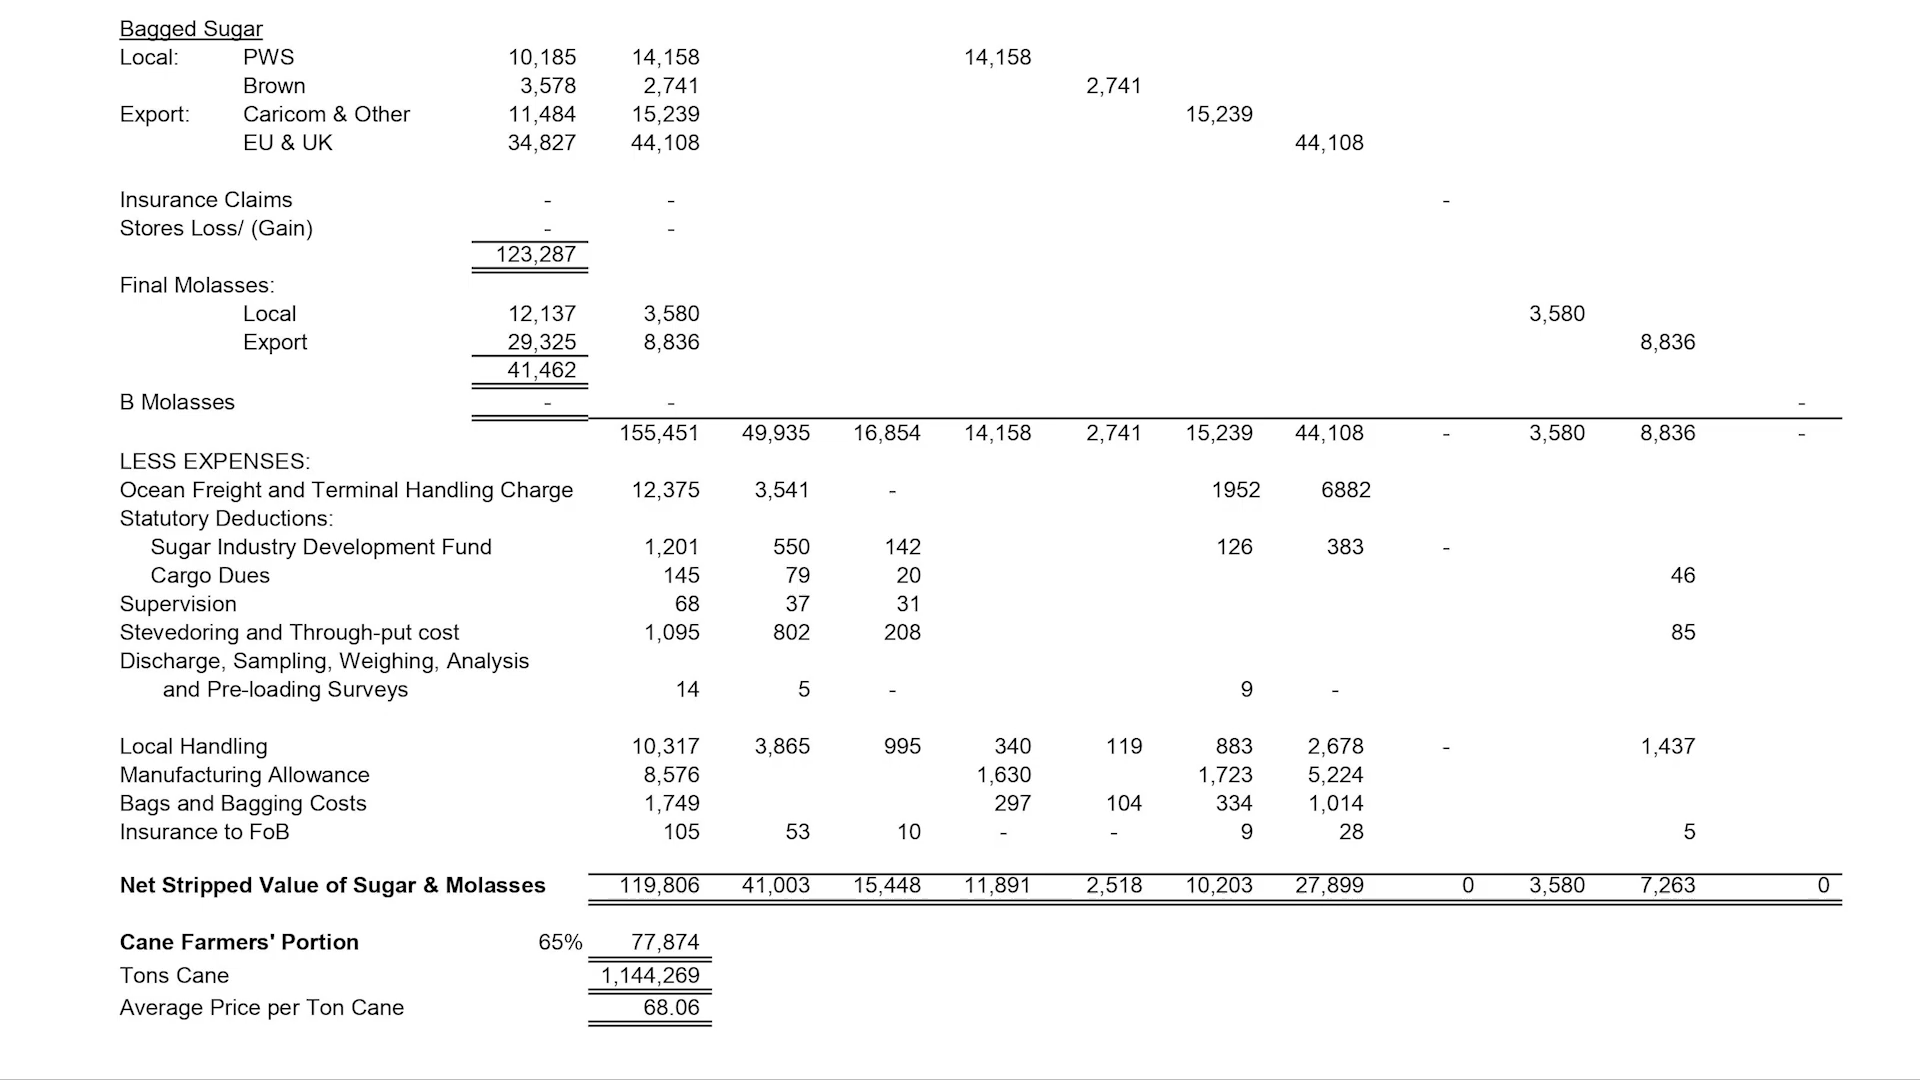 Bagged Sugar
Local: PWS 10,185 14,158 14,158
Brown 3,578 2,741 2,741
Export: Caricom & Other 11,484 15,239 15,239
EU & UK 34,827 44,108 44,108
Insurance Claims - - -
Stores Loss/ (Gain) - -
123,287
Final Molasses:
Local 12,137 3,580 3,580
Export 29,325 8,836 8,836
41,462
B Molasses - - -
155,451 49,935 16,854 14,158 2,741 15,239 44,108 - 3,580 8,836 -
LESS EXPENSES:
Ocean Freight and Terminal Handling Charge 12,375 3,541 - 1952 6882
Statutory Deductions:
Sugar Industry Development Fund 1,201 550 142 126 383 -
Cargo Dues 145 79 20 46
Supervision 68 37 31
Stevedoring and Through-put cost 1,095 802 208 85
Discharge, Sampling, Weighing, Analysis
and Pre-loading Surveys 14 5 - 9 -
Local Handling 10,317 3,865 995 340 119 883 2,678 - 1,437
Manufacturing Allowance 8,576 1,630 1,723 5,224
Bags and Bagging Costs 1,749 297 104 334 1,014
Insurance to FoB 105 53 10 - - 9 28 5
Net Stripped Value of Sugar & Molasses 119,806 41,003 15,448 11,891 2,518 10,203 27,899 0 3,580 7,263 0
Cane Farmers' Portion 65% 77,874
Tons Cane 1,144,269
Average Price per Ton Cane 68.06